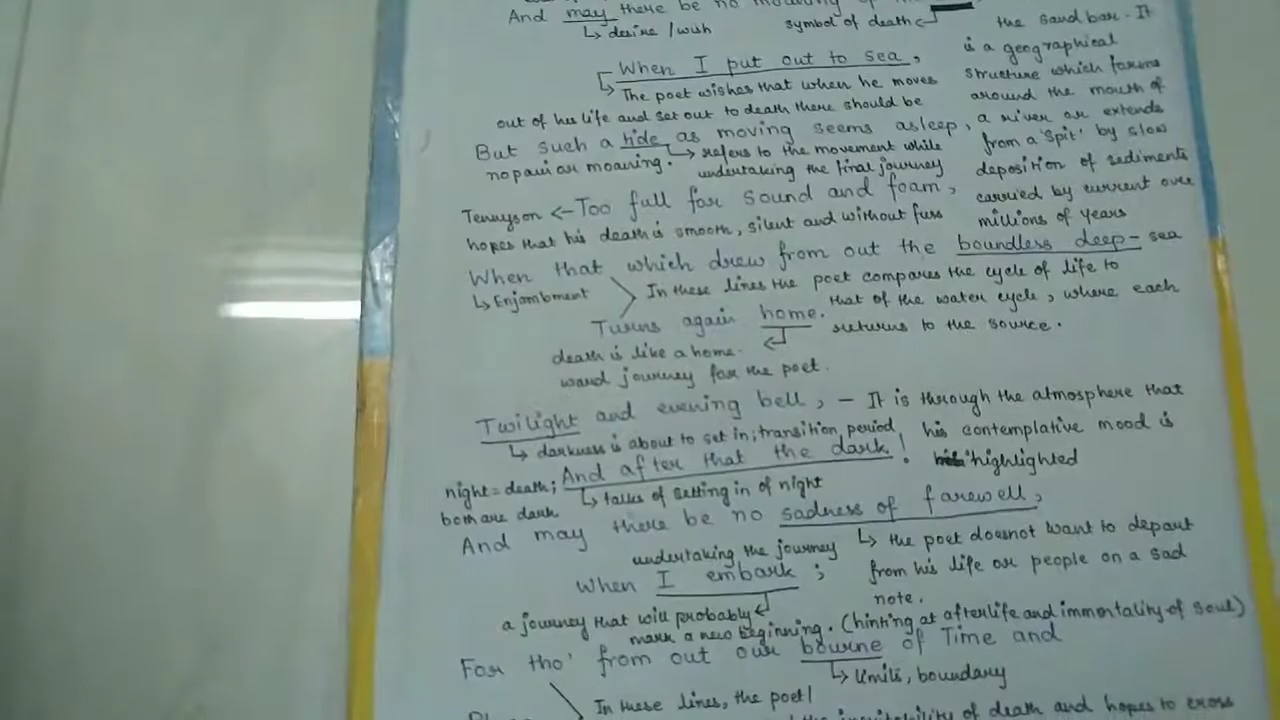 And may there be no moaning of
↳ desire / wish symbol of death ↲ the sand bar. It
When I put out to sea, is a geographical
↳ The poet wishes that when he moves structure which forms
out of his life and set out to death there should be around the mouth of
But such a tide as moving seems asleep, a river or extends
no pain or moaning. ↳ refers to the movement while from a 'Spit' by slow
undertaking the final journey deposition of sediments
Tennyson ← Too full for sound and foam, carried by current over
hopes that his death is smooth, silent and without fuss millions of years
When that which drew from out the boundless deep - sea
↳ Enjambment In these lines the poet compares the cycle of life to
Turns again home. that of the water cycle, where each
death is like a home- returns to the source.
ward journey for the poet.
Twilight and evening bell, - It is through the atmosphere that
↳ darkness is about to set in; transition period his contemplative mood is
night = death; And after that the dark! highlighted
both are dark ↳ talks of setting in of night
And may there be no sadness of farewell,
undertaking the journey ↳ the poet doesnot want to depart
When I embark; from his life or people on a sad
note.
a journey that will probably
mark a new beginning. (hinting at afterlife and immortality of soul)
For tho' from out our bourne of Time and
↳ limits, boundary
In these lines, the poet
inevitability of death and hopes to cross